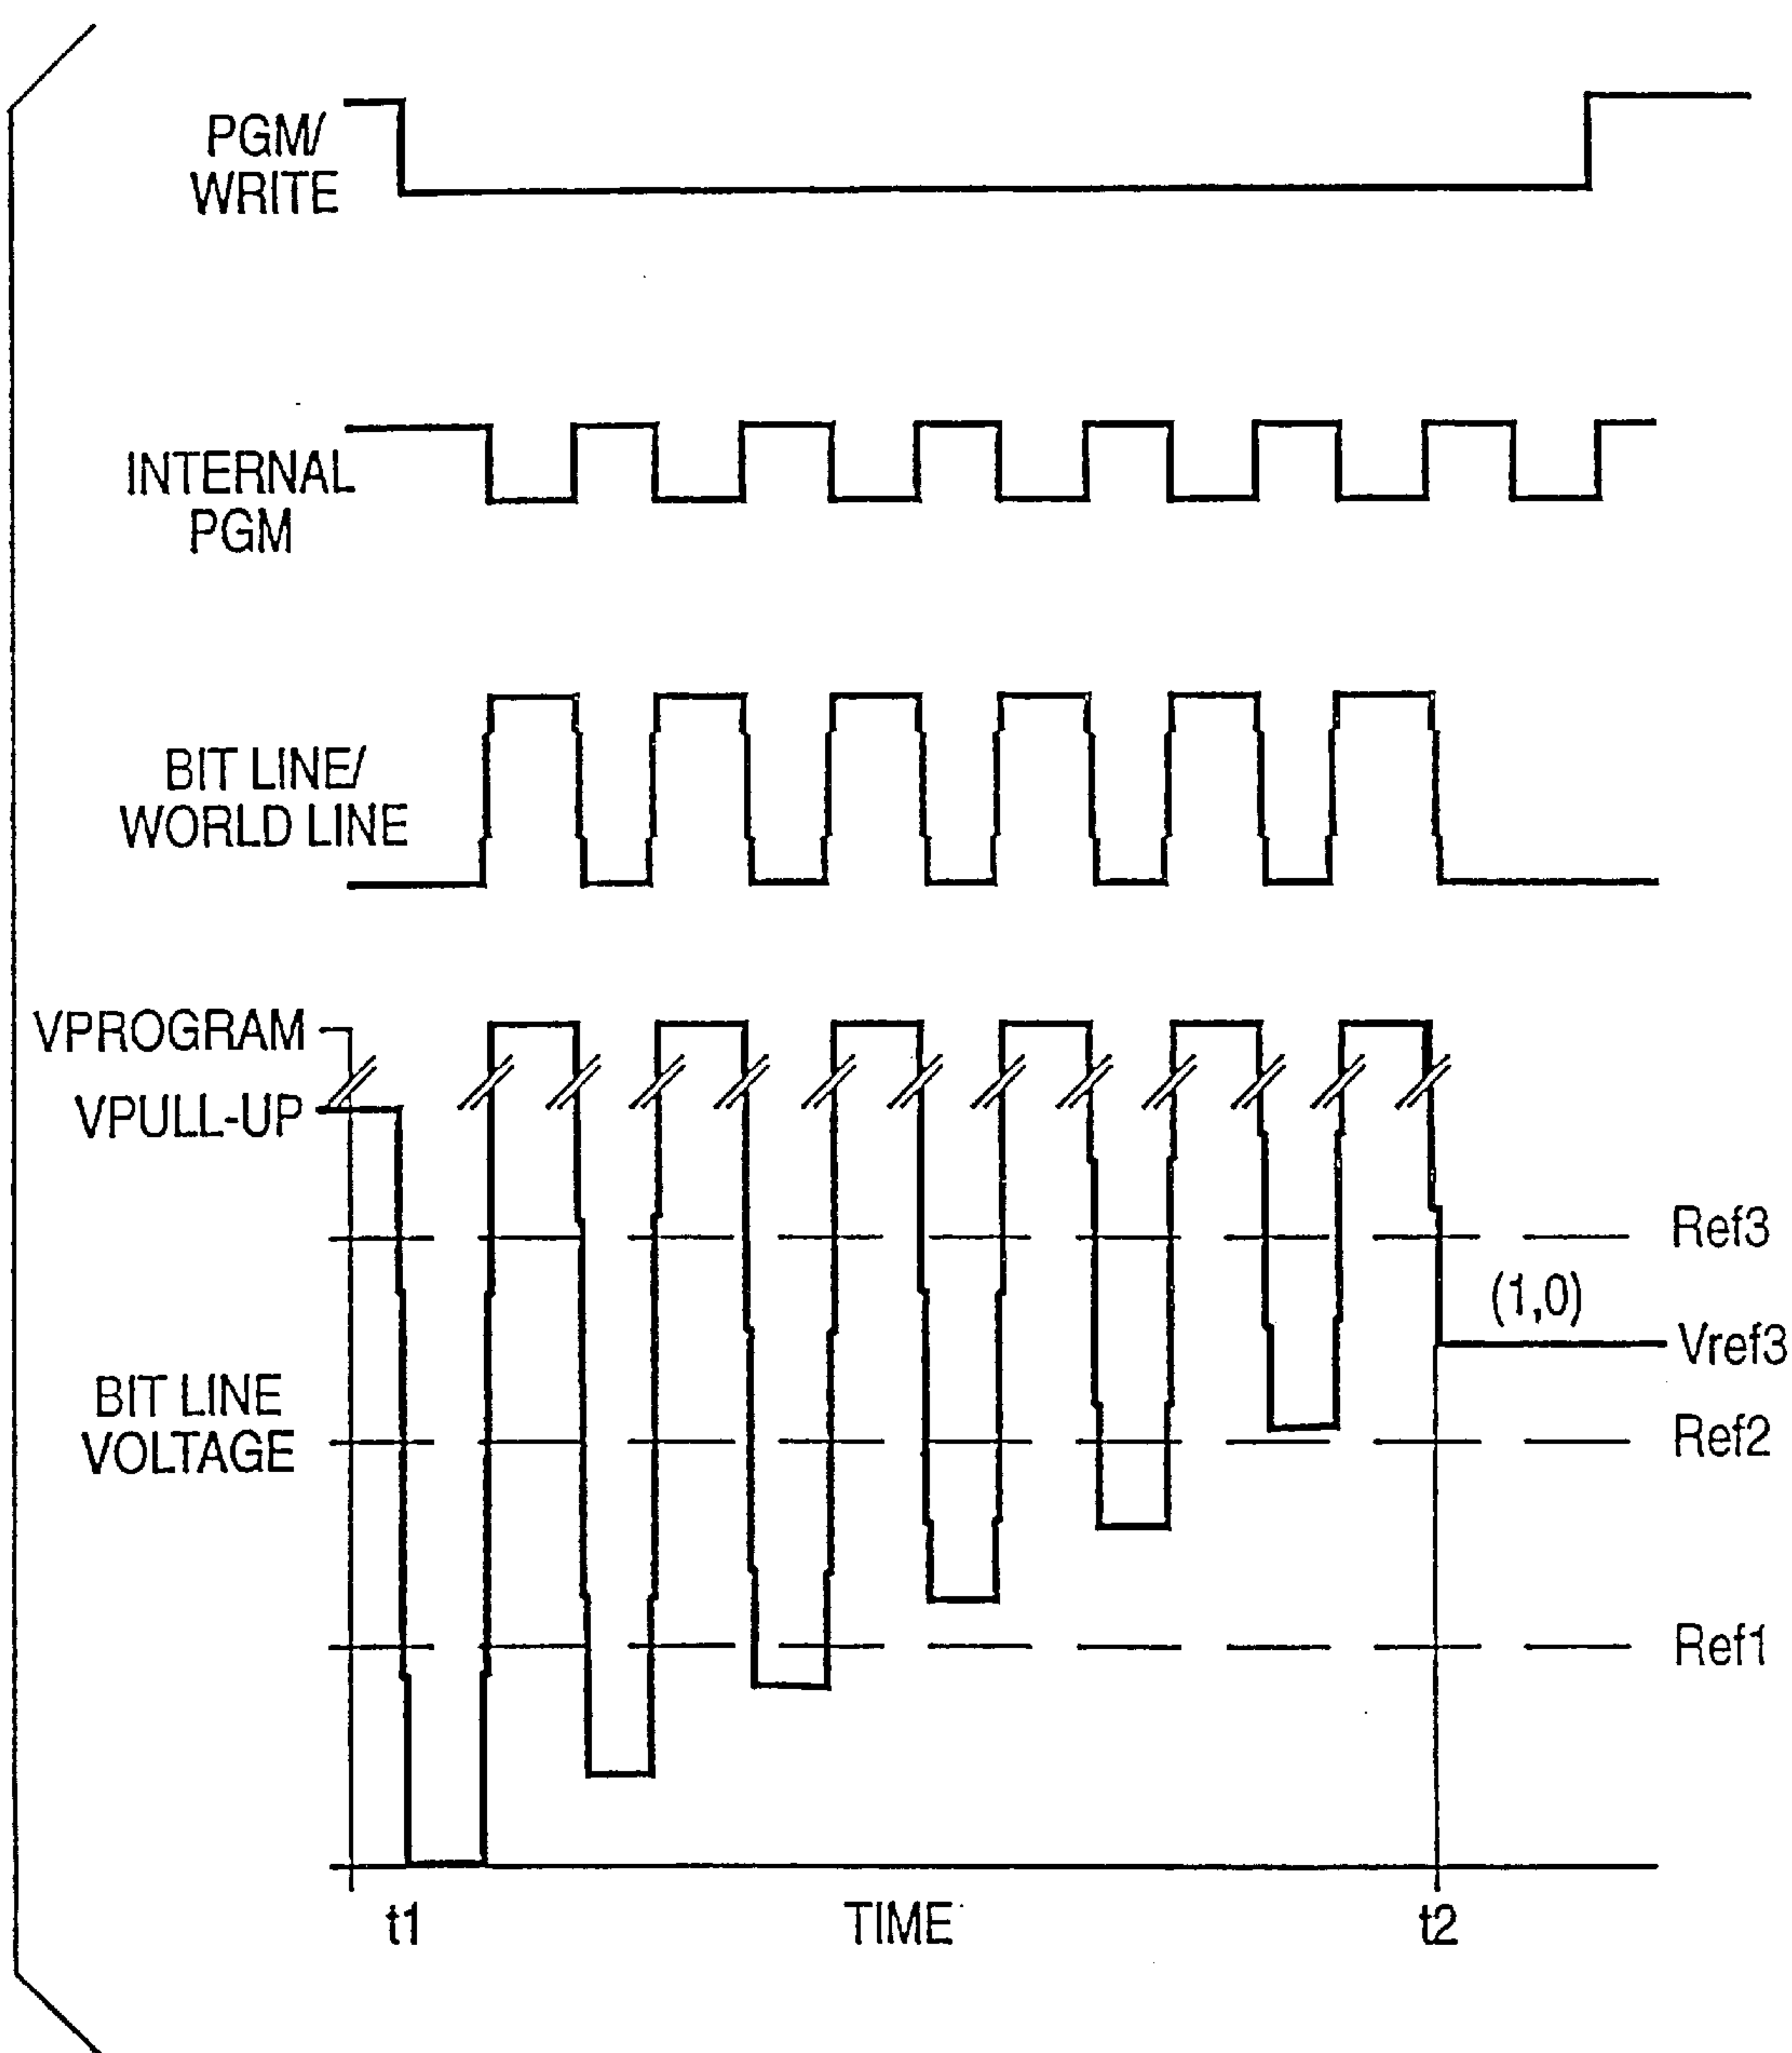 PGM/
WRITE
INTERNAL
PGM
BIT LINE/
WORLD LINE
VPROGRAM
VPULL-UP
Ref3
(1,0)
Vref3
BIT LINE
VOLTAGE
Ref2
Ref1
t1
TIME
t2